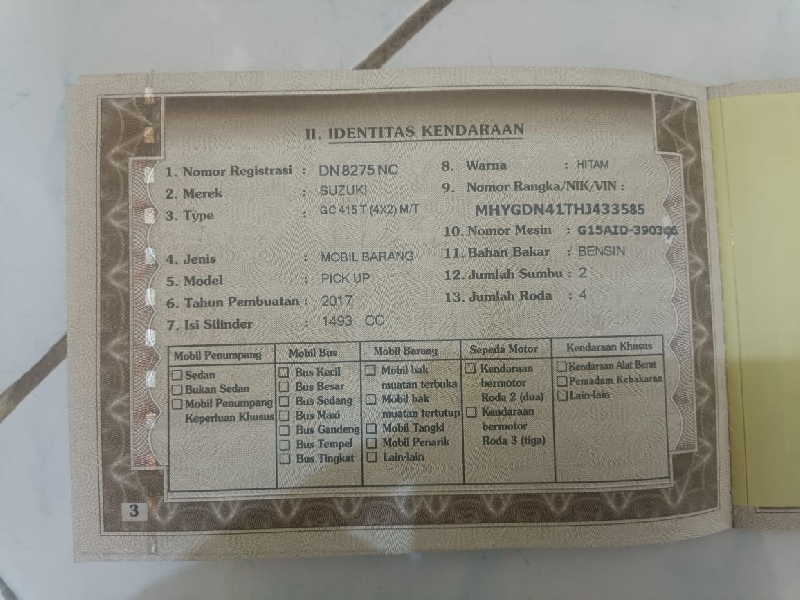 II. IDENTITAS KENDARAAN
1. Nomor Registrasi : DN 8275 NC
2. Merek : SUZUKI
3. Type : GC 415 T (4X2) M/T
4. Jenis : MOBIL BARANG
5. Model : PICK UP
6. Tahun Pembuatan : 2017
7. Isi Silinder : 1493 CC
8. Warna : HITAM
9. Nomor Rangka/NIK/VIN :
MHYGDN41THJ433585
10. Nomor Mesin : G15AID-390306
11. Bahan Bakar : BENSIN
12. Jumlah Sumbu : 2
13. Jumlah Roda : 4
Mobil Penumpang
Sedan
Bukan Sedan
Mobil Penumpang
Keperluan Khusus
Mobil Bus
Bus Kecil
Bus Besar
Bus Sedang
Bus Maxi
Bus Gandeng
Bus Tempel
Bus Tingkat
Mobil Barang
Mobil bak
muatan terbuka
Mobil bak
muatan tertutup
Mobil Tangki
Mobil Penarik
Lain-lain
Sepeda Motor
Kendaraan
bermotor
Roda 2 (dua)
Kendaraan
bermotor
Roda 3 (tiga)
Kendaraan Khusus
Kendaraan Alat Berat
Pemadam Kebakaran
Lain-lain
3